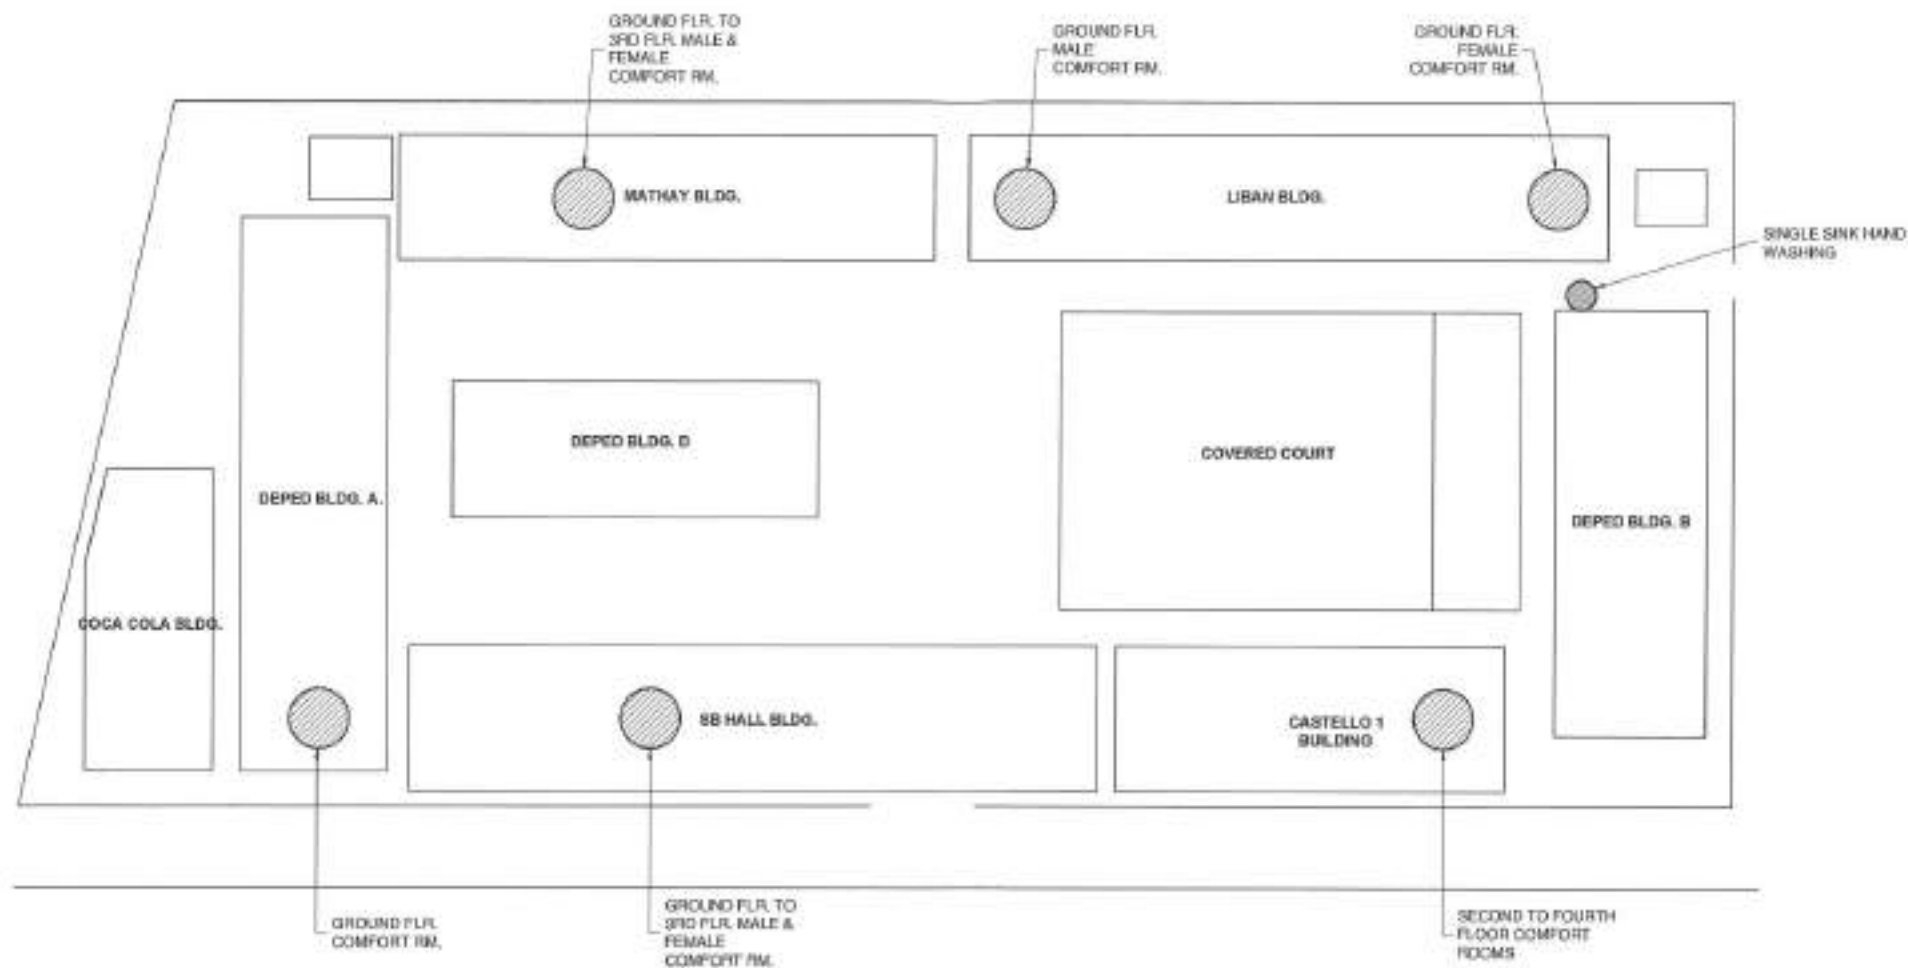 GROUND FLR. TO
3RD FLR. MALE &
FEMALE
COMFORT RM.
GROUND FLR.
MALE
COMFORT RM.
GROUND FLR.
FEMALE
COMFORT RM.
MATHAY BLDG.
LIBAN BLDG.
SINGLE SINK HAND
WASHING
DEPED BLDG. D
COVERED COURT
DEPED BLDG. A.
DEPED BLDG. B
COCA COLA BLDG.
SB HALL BLDG.
CASTELLO 1
BUILDING
GROUND FLR.
COMFORT RM.
GROUND FLR. TO
3RD FLR. MALE &
FEMALE
COMFORT RM.
SECOND TO FOURTH
FLOOR COMFORT
ROOMS